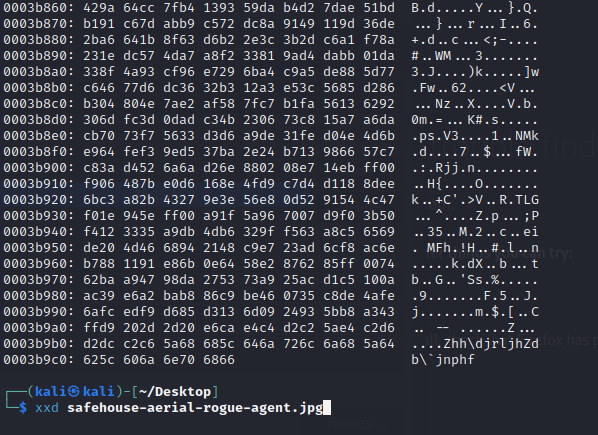 0003b860: 429a 64cc 7fb4 1393 59da b4d2 7dae 51bd  B.d.....Y...}.Q.
0003b870: b191 c67d abb9 c572 dc8a 9149 119d 36de  ...}...r...I..6.
0003b880: 2ba6 641b 8f63 d6b2 2e3c 3b2d c6a1 f78a  +.d..c...<;-....
0003b890: 231e dc57 4da7 a8f2 3381 9ad4 dabb 01da  #..WM...3.......
0003b8a0: 338f 4a93 cf96 e729 6ba4 c9a5 de88 5d77  3.J....)k.....]w
0003b8b0: c646 77d6 dc36 32b3 12a3 e53c 5685 d286  .Fw..62....<V...
0003b8c0: b304 804e 7ae2 af58 7fc7 b1fa 5613 6292  ...Nz..X....V.b.
0003b8d0: 306d fc3d 0dad c34b 2306 73c8 15a7 a6da  0m.=...K#.s.....
0003b8e0: cb70 73f7 5633 d3d6 a9de 31fe d04e 4d6b  .ps.V3....1..NMk
0003b8f0: e964 fef3 9ed5 37ba 2e24 b713 9866 57c7  .d....7..$...fW.
0003b900: c83a d452 6a6a d26e 8802 08e7 14eb ff00  .:.Rjj.n........
0003b910: f906 487b e0d6 168e 4fd9 c7d4 d118 8dee  ..H{....O.......
0003b920: 6bc3 a82b 4327 9e3e 56e8 0d52 9154 4c47  k..+C'.>V..R.TLG
0003b930: f01e 945e ff00 a91f 5a96 7007 d9f0 3b50  ...^....Z.p...;P
0003b940: f412 3335 a9db 4db6 329f f563 a8c5 6569  ..35..M.2..c..ei
0003b950: de20 4d46 6894 2148 c9e7 23ad 6cf8 ac6e  . MFh.!H..#.l..n
0003b960: b788 1191 e86b 0e64 58e2 8762 85ff 0074  .....k.dX..b...t
0003b970: 62ba a947 98da 2753 73a9 25ac d1c5 100a  b..G..'Ss.%.....
0003b980: ac39 e6a2 bab8 86c9 be46 0735 c8de 4afe  .9.......F.5..J.
0003b990: 6afc edf9 d685 d313 6d09 2493 5bb8 a343  j.......m.$.[..C
0003b9a0: ffd9 202d 2d20 e6ca e4c4 d2c2 5ae4 c2d6  .. -- ......Z...
0003b9b0: d2dc c2c6 5a68 685c 646a 726c 6a68 5a64  ....Zhh\djrljhZd
0003b9c0: 625c 606a 6e70 6866                      b\`jnphf
┌──(kali㉿kali)-[~/Desktop]
└─$ xxd safehouse-aerial-rogue-agent.jpg